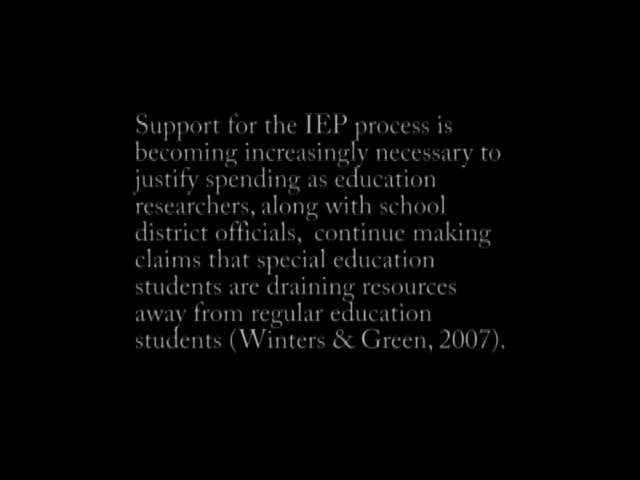 Support for the IEP process is
becoming increasingly necessary to
justify spending as education
researchers, along with school
district officials,  continue making
claims that special education
students are draining resources
away from regular education
students (Winters & Green, 2007).